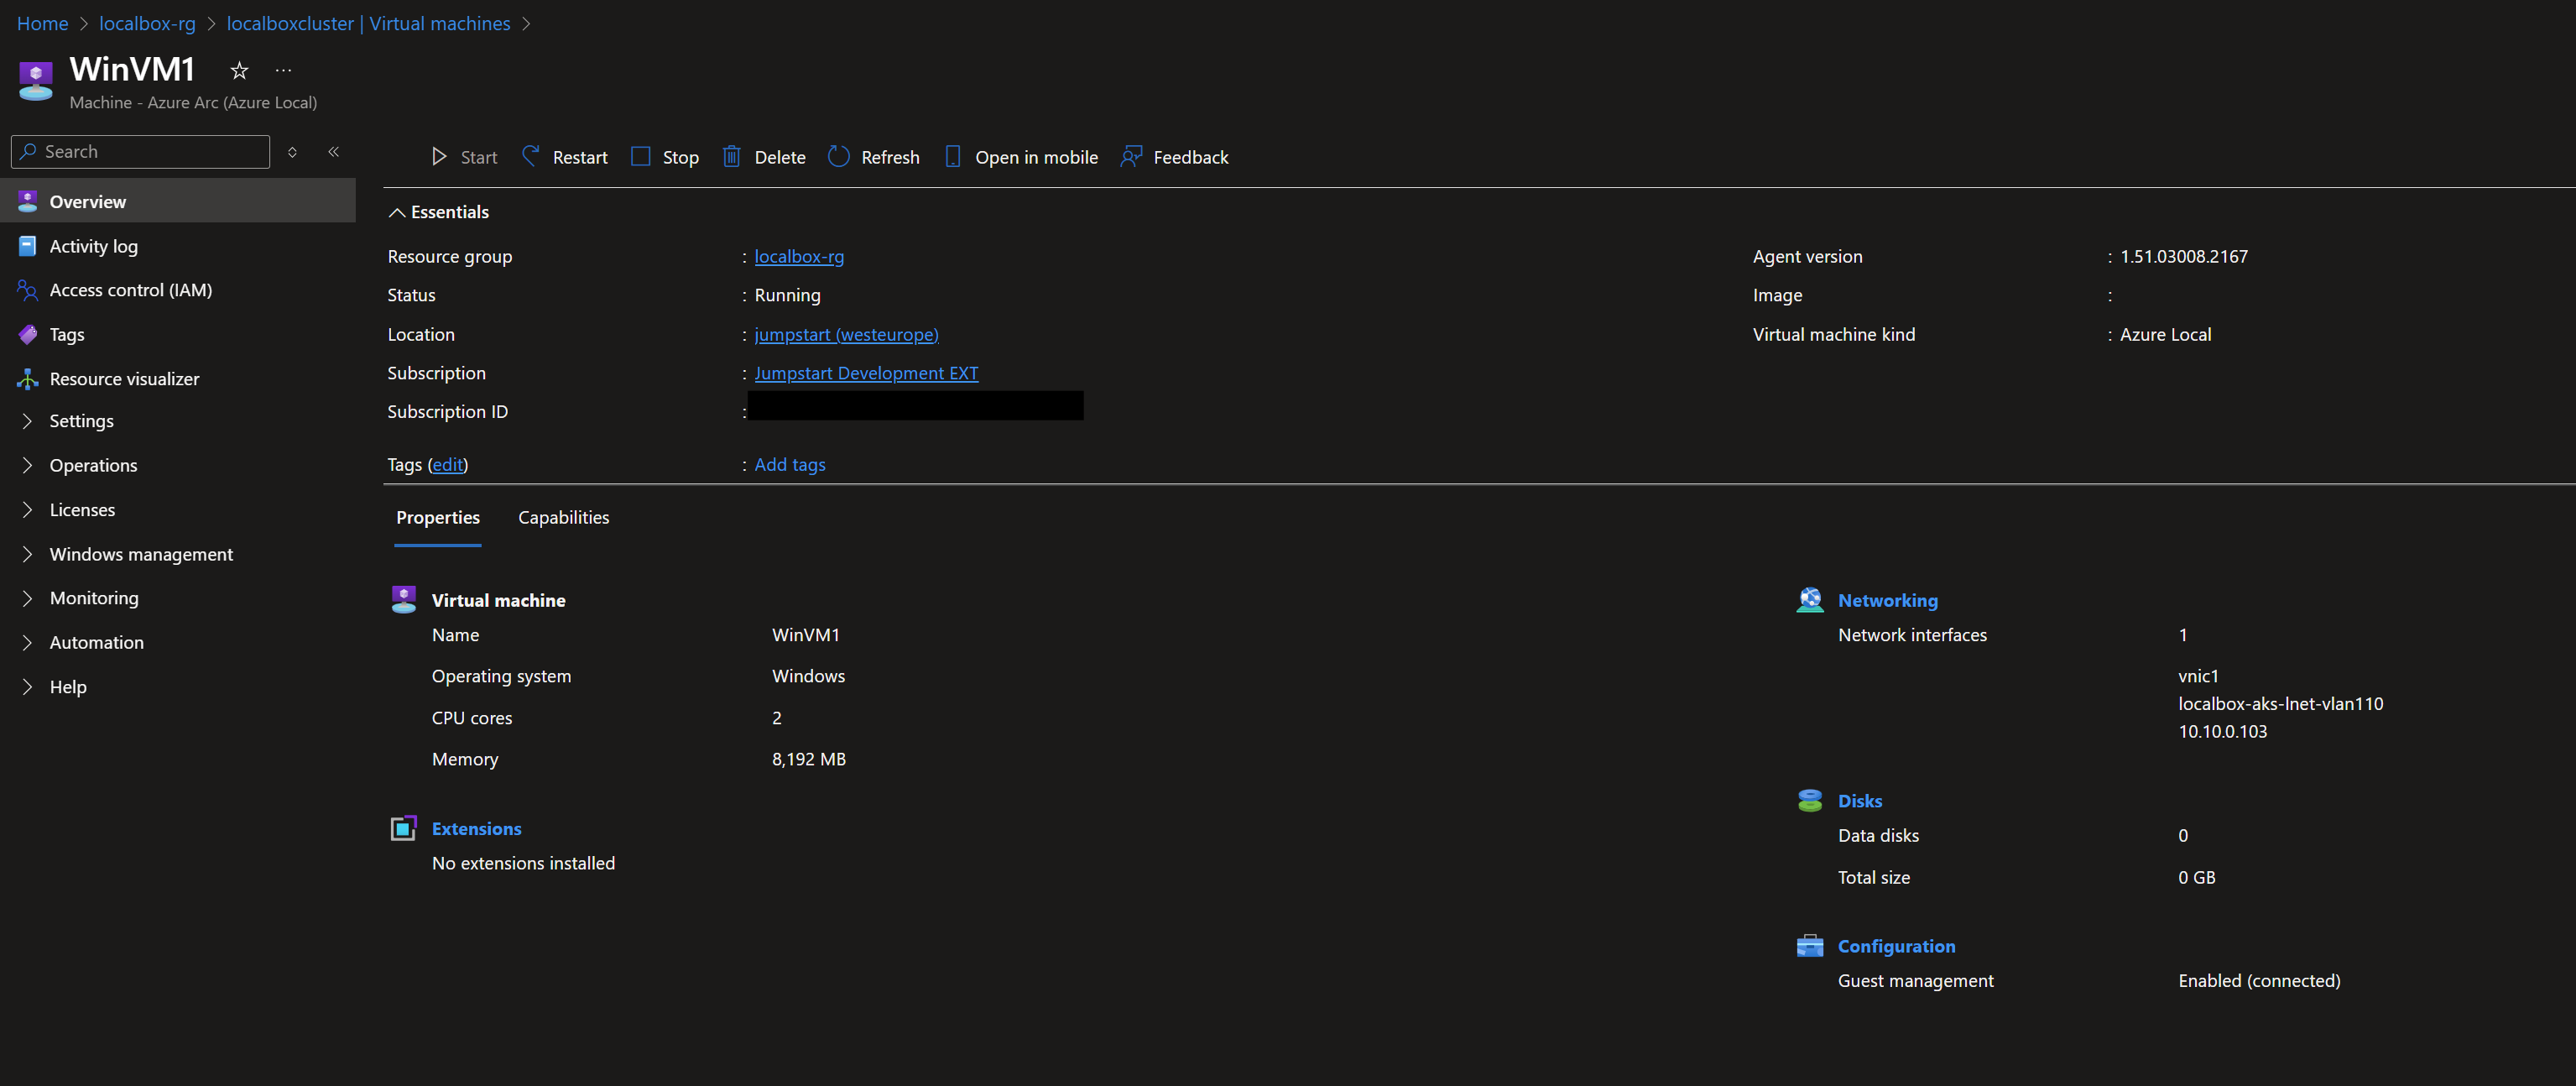 Home > localbox-rg > localboxcluster | Virtual machines >
WinVM1 ☆ ...
Machine - Azure Arc (Azure Local)
Search
Start Restart Stop Delete Refresh Open in mobile Feedback
Overview
Activity log
Access control (IAM)
Tags
Resource visualizer
Settings
Operations
Licenses
Windows management
Monitoring
Automation
Help
Essentials
Resource group : localbox-rg
Status : Running
Location : jumpstart (westeurope)
Subscription : Jumpstart Development EXT
Subscription ID :
Tags (edit) : Add tags
Agent version : 1.51.03008.2167
Image :
Virtual machine kind : Azure Local
Properties Capabilities
Virtual machine
Name WinVM1
Operating system Windows
CPU cores 2
Memory 8,192 MB
Extensions
No extensions installed
Networking
Network interfaces 1
vnic1
localbox-aks-lnet-vlan110
10.10.0.103
Disks
Data disks 0
Total size 0 GB
Configuration
Guest management Enabled (connected)